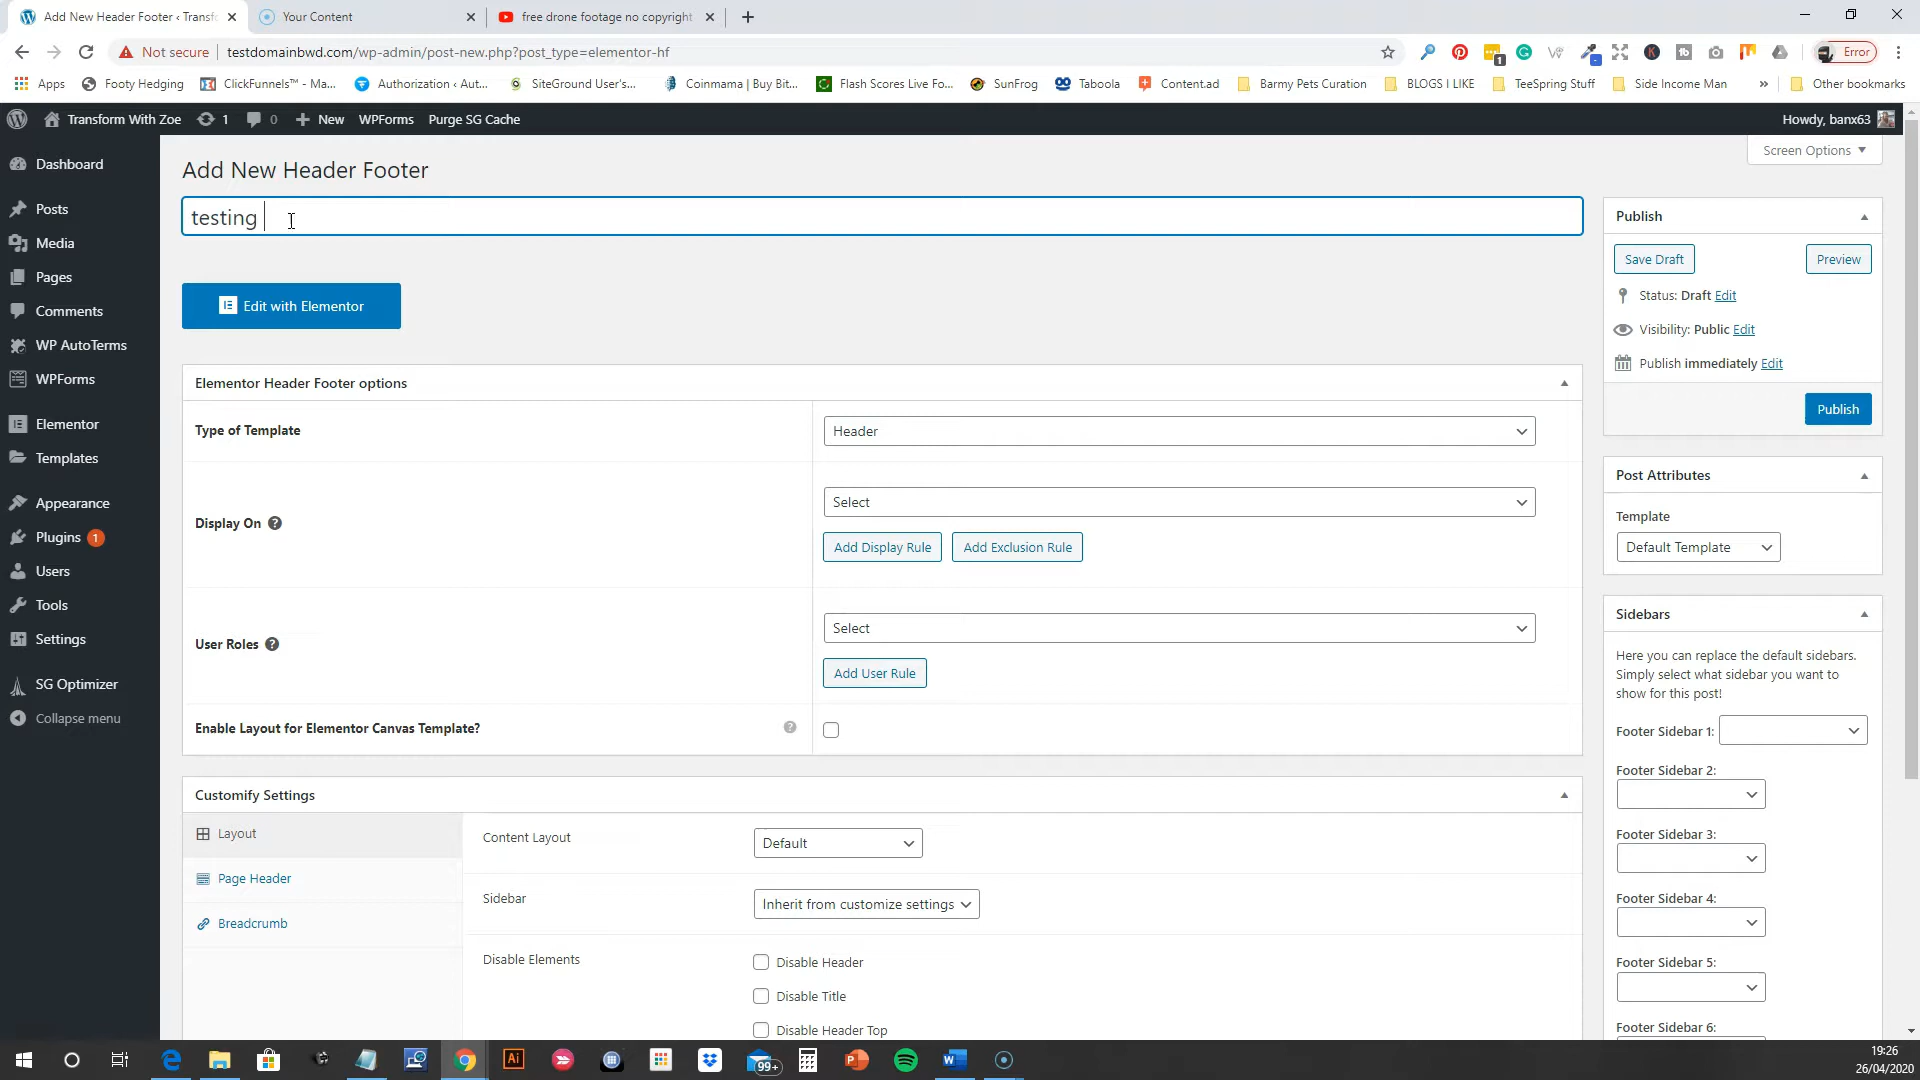 Add New Header Footer ‹ Transf
Your Content
free drone footage no copyright
Not secure
testdomainbwd.com/wp-admin/post-new.php?post_type=elementor-hf
1
Error
Apps
Footy Hedging
ClickFunnels™ - Ma...
Authorization ‹ Aut...
SiteGround User's...
Coinmama | Buy Bit...
Flash Scores Live Fo...
SunFrog
Taboola
Content.ad
Barmy Pets Curation
BLOGS I LIKE
TeeSpring Stuff
Side Income Man
»
Other bookmarks
Transform With Zoe
1
0
New
WPForms
Purge SG Cache
Howdy, banx63
Dashboard
Posts
Media
Pages
Comments
WP AutoTerms
WPForms
Elementor
Templates
Appearance
Plugins 1
Users
Tools
Settings
SG Optimizer
Collapse menu
Screen Options
Add New Header Footer
testing
Edit with Elementor
Elementor Header Footer options
Type of Template
Header
Display On ?
Select
Add Display Rule
Add Exclusion Rule
User Roles ?
Select
Add User Rule
Enable Layout for Elementor Canvas Template? ?
Customify Settings
Layout
Page Header
Breadcrumb
Content Layout
Default
Sidebar
Inherit from customize settings
Disable Elements
Disable Header
Disable Title
Disable Header Top
Publish
Save Draft
Preview
Status: Draft Edit
Visibility: Public Edit
Publish immediately Edit
Publish
Post Attributes
Template
Default Template
Sidebars
Here you can replace the default sidebars.
Simply select what sidebar you want to
show for this post!
Footer Sidebar 1:
Footer Sidebar 2:
Footer Sidebar 3:
Footer Sidebar 4:
Footer Sidebar 5:
Footer Sidebar 6:
Ai
99+
19:26
26/04/2020